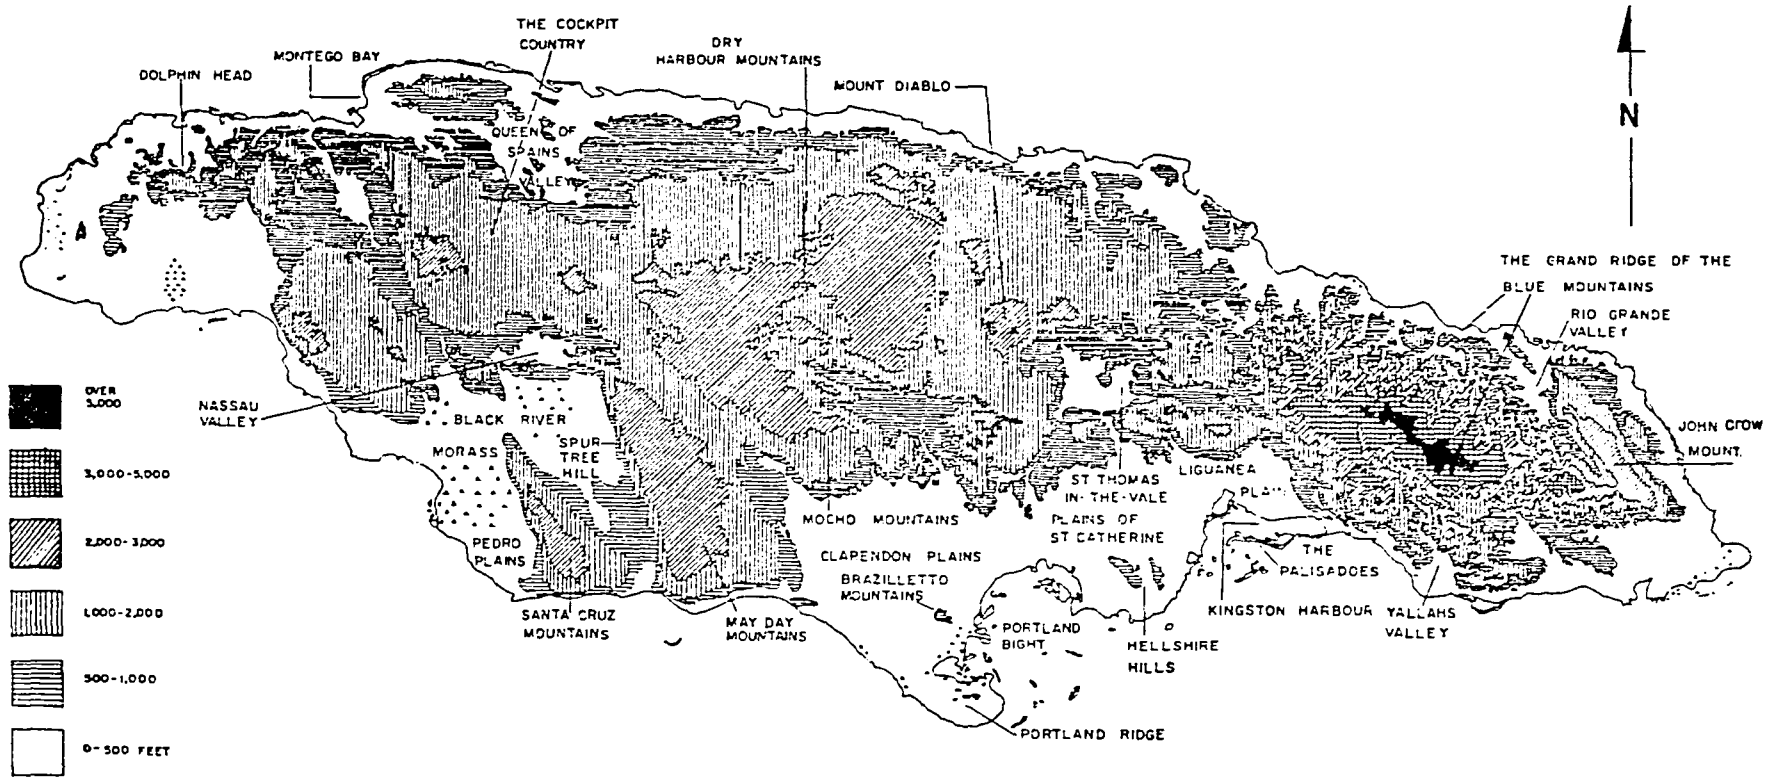 THE COCKPIT
COUNTRY
DRY
HARBOUR MOUNTAINS
MONTEGO BAY
DOLPHIN HEAD
MOUNT DIABLO
N
QUEEN OF
SPAINS
VALLEY
THE GRAND RIDGE OF THE
BLUE MOUNTAINS
RIO GRANDE
VALLEY
OVER
5,000
NASSAU
VALLEY
BLACK RIVER
MORASS
SPUR
TREE
HILL
JOHN CROW
MOUNT.
3,000-5,000
LIGUANEA
PLAIN
ST THOMAS
IN-THE-VALE
MOCHO MOUNTAINS
PLAINS OF
ST CATHERINE
2,000-3,000
PEDRO
PLAINS
CLARENDON PLAINS
BRAZILLETTO
MOUNTAINS
THE
PALISADOES
1,000-2,000
SANTA CRUZ
MOUNTAINS
MAY DAY
MOUNTAINS
PORTLAND
BIGHT
KINGSTON HARBOUR
YALLAHS
VALLEY
HELLSHIRE
HILLS
500-1,000
PORTLAND RIDGE
0-500 FEET